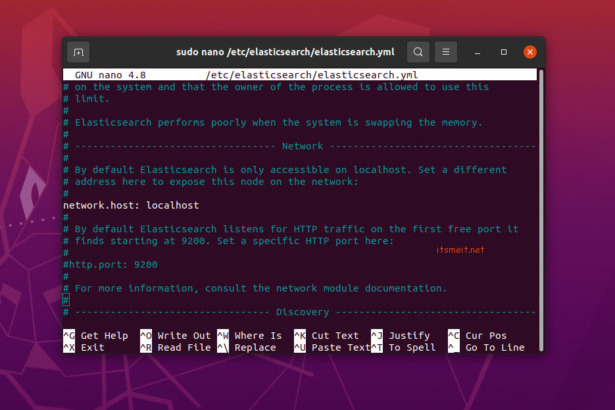 sudo nano /etc/elasticsearch/elasticsearch.yml
GNU nano 4.8 /etc/elasticsearch/elasticsearch.yml
# on the system and that the owner of the process is allowed to use this
# limit.
#
# Elasticsearch performs poorly when the system is swapping the memory.
#
# ---------------------------------- Network -----------------------------------
#
# By default Elasticsearch is only accessible on localhost. Set a different
# address here to expose this node on the network:
#
network.host: localhost
#
# By default Elasticsearch listens for HTTP traffic on the first free port it
# finds starting at 9200. Set a specific HTTP port here:
itsmeit.net
#
#http.port: 9200
#
# For more information, consult the network module documentation.
#
# --------------------------------- Discovery ----------------------------------
^G Get Help ^O Write Out ^W Where Is ^K Cut Text ^J Justify ^C Cur Pos
^X Exit ^R Read File ^\ Replace ^U Paste Text ^T To Spell ^_ Go To Line